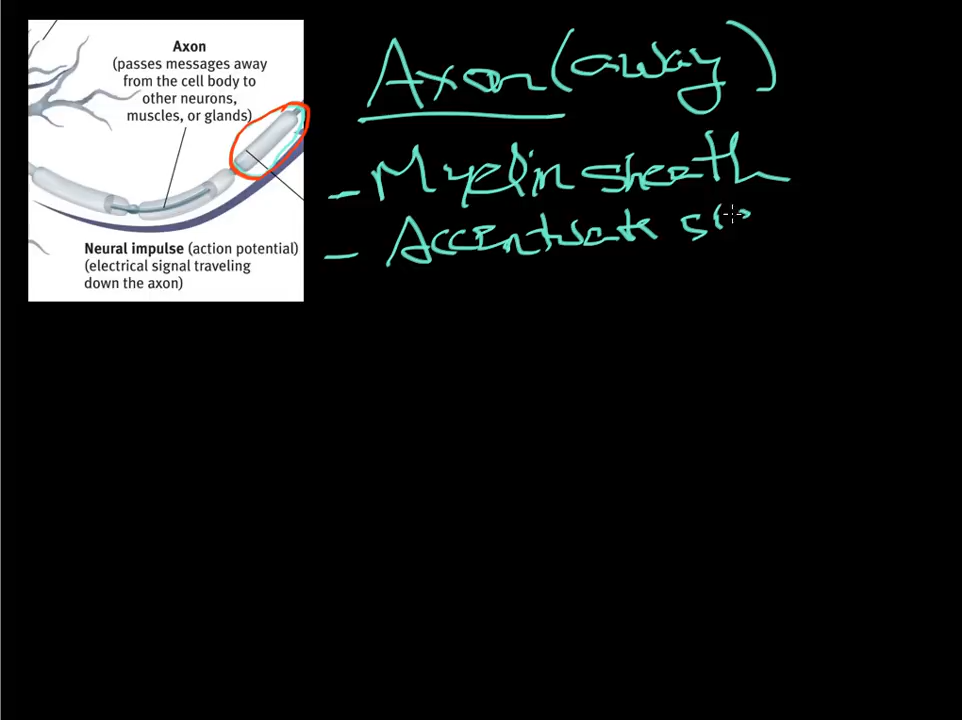 Axon
(passes messages away
from the cell body to
other neurons,
muscles, or glands)
Neural impulse (action potential)
(electrical signal traveling
down the axon)
Axon (away)
- Myelin sheath
- Accentuate